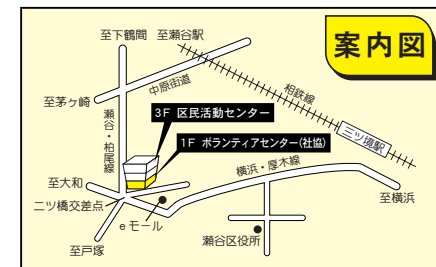 案内図
至下鶴間
至瀬谷駅
中原街道
相鉄線
至茅ヶ崎
瀬谷・柏尾線
3F 区民活動センター
1F ボランティアセンター(社協)
三ツ境駅
横浜・厚木線
至大和
二ツ橋交差点
eモール
至横浜
瀬谷区役所
至戸塚